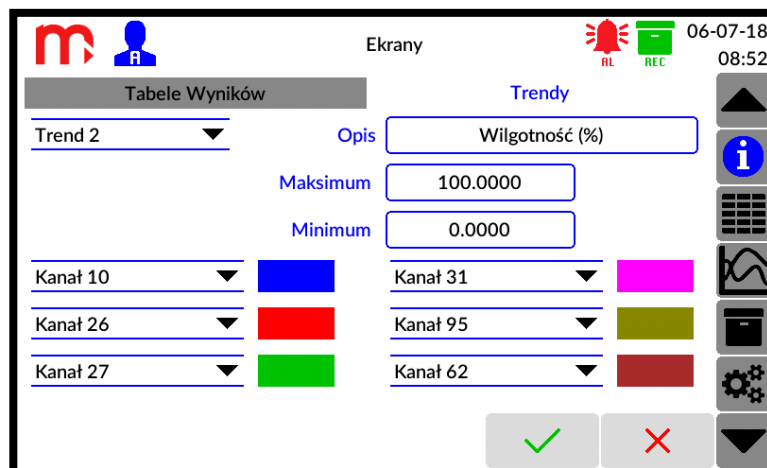 m
A
Ekrany
AL
REC
06-07-18
08:52
Tabele Wyników
Trendy
Trend 2
Opis
Wilgotność (%)
i
Maksimum
100.0000
Minimum
0.0000
Kanał 10
Kanał 31
Kanał 26
Kanał 95
Kanał 27
Kanał 62